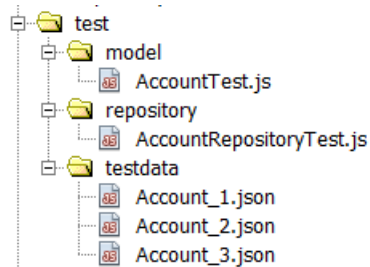 test
model
AccountTest.js
repository
AccountRepositoryTest.js
testdata
Account_1.json
Account_2.json
Account_3.json